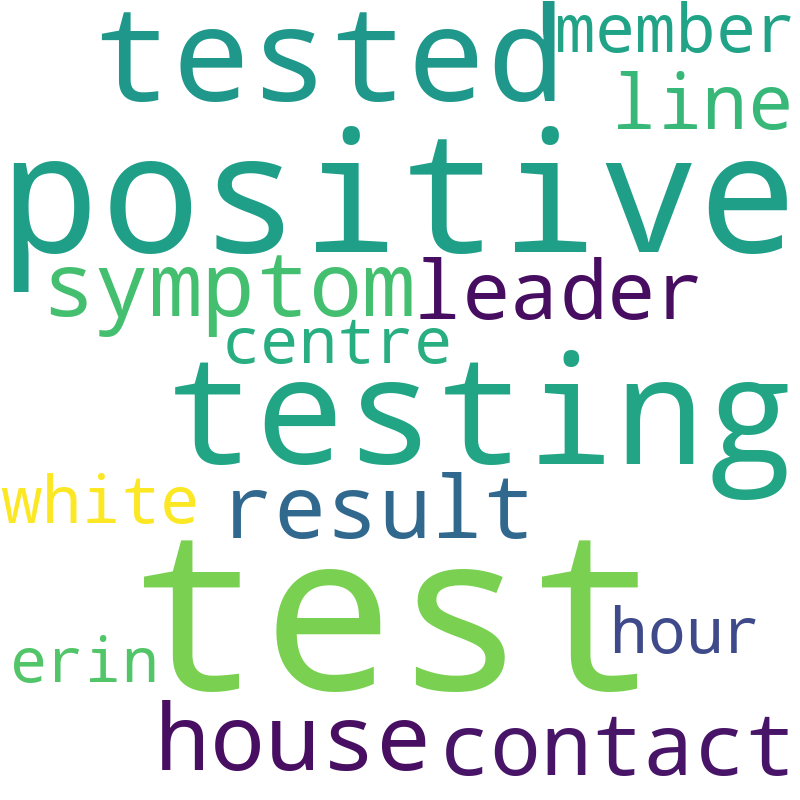 tested member
line
positive
symptom leader
centre
testing
white result
test
hour
erin
house contact